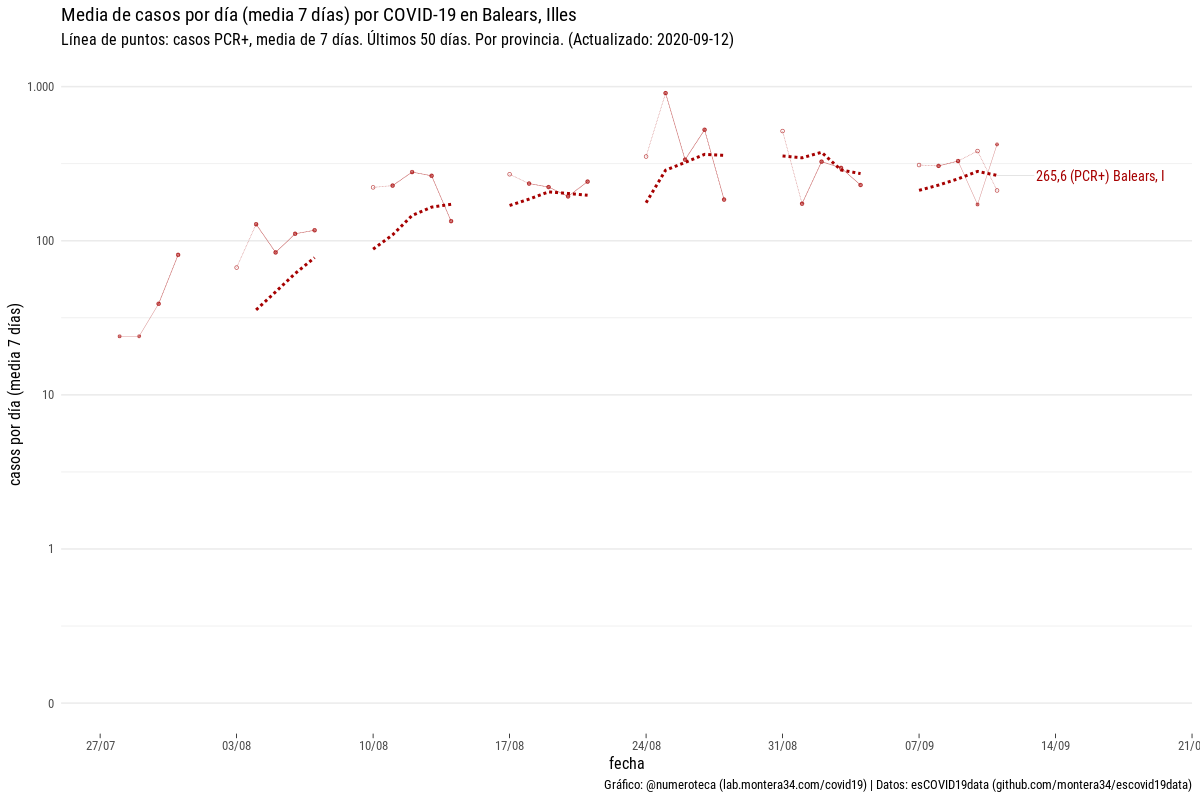 Media de casos por día (media 7 días) por COVID-19 en Balears, Illes
Línea de puntos: casos PCR+, media de 7 días. Últimos 50 días. Por provincia. (Actualizado: 2020-09-12)
casos por día (media 7 días)
1.000
100
10
1
0
265,6 (PCR+) Balears, I
27/07
03/08
10/08
17/08
24/08
31/08
07/09
14/09
21/0
fecha
Gráfico: @numeroteca (lab.montera34.com/covid19) | Datos: esCOVID19data (github.com/montera34/escovid19data)